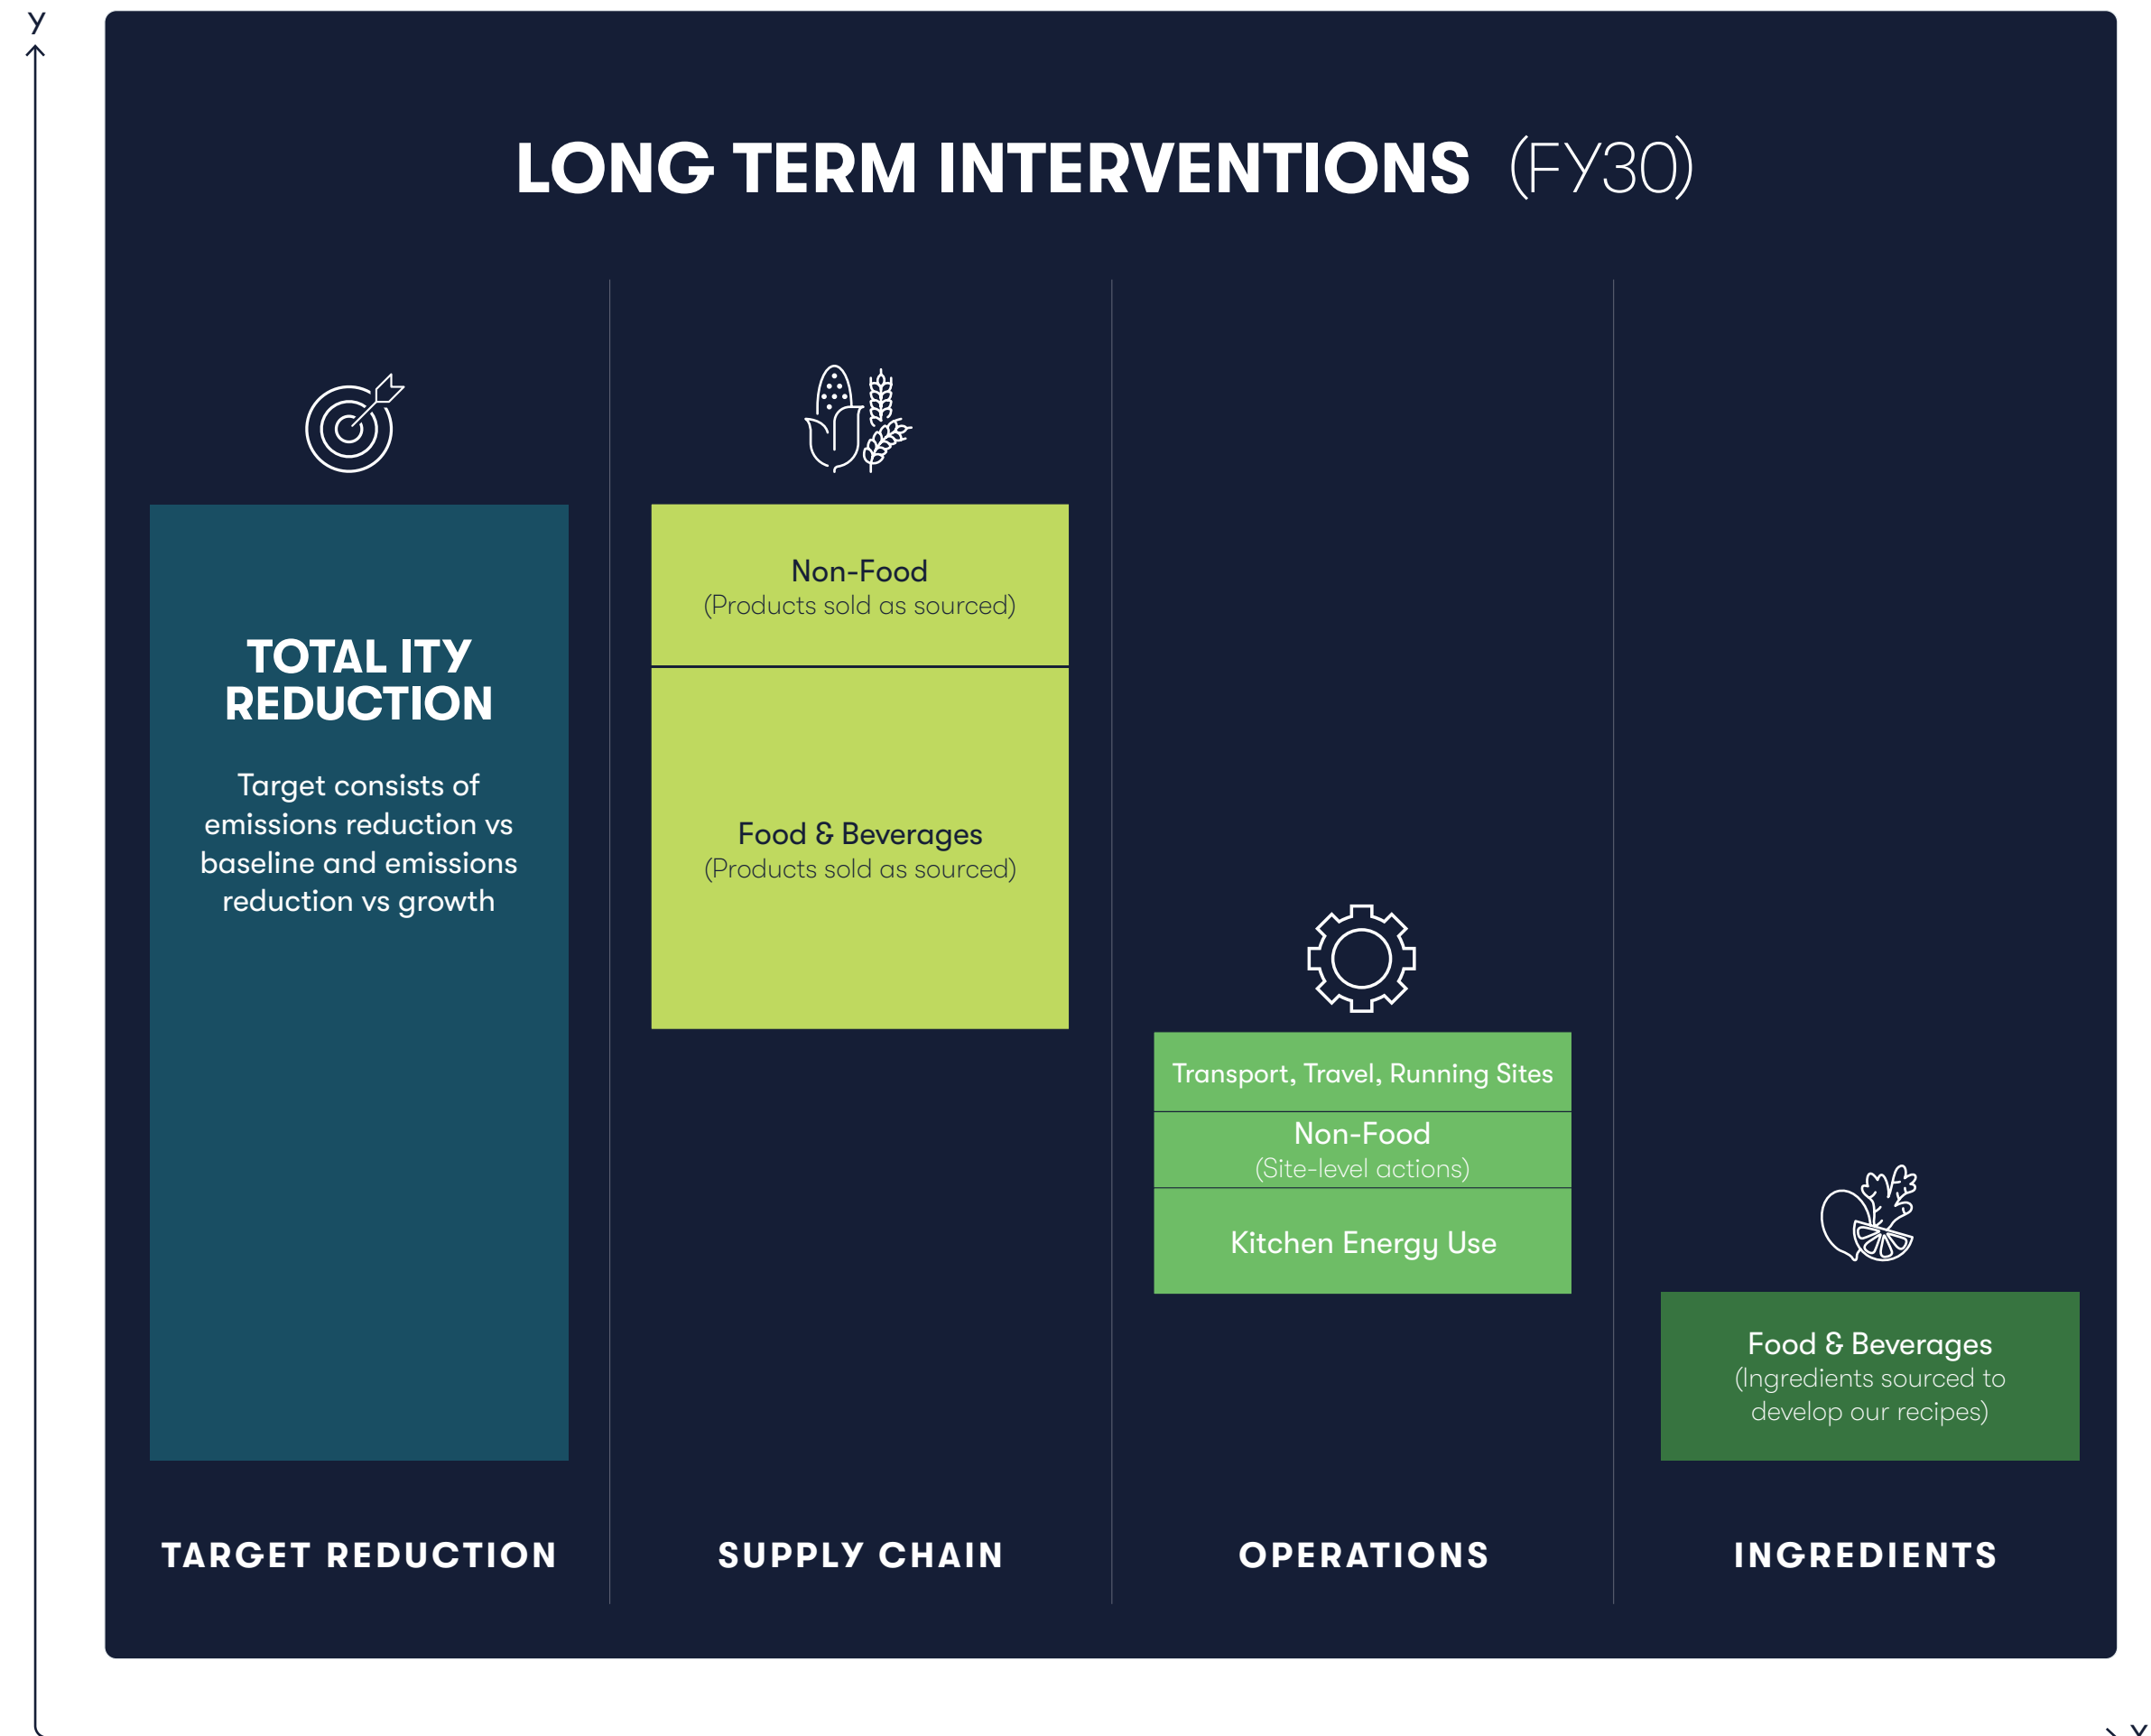 y
LONG TERM INTERVENTIONS (FY30)
TOTAL ITY
REDUCTION
Target consists of
emissions reduction vs
baseline and emissions
reduction vs growth
Non-Food
(Products sold as sourced)
Food & Beverages
(Products sold as sourced)
Transport, Travel, Running Sites
Non-Food
(Site-level actions)
Kitchen Energy Use
Food & Beverages
(Ingredients sourced to
develop our recipes)
TARGET REDUCTION
SUPPLY CHAIN
OPERATIONS
INGREDIENTS